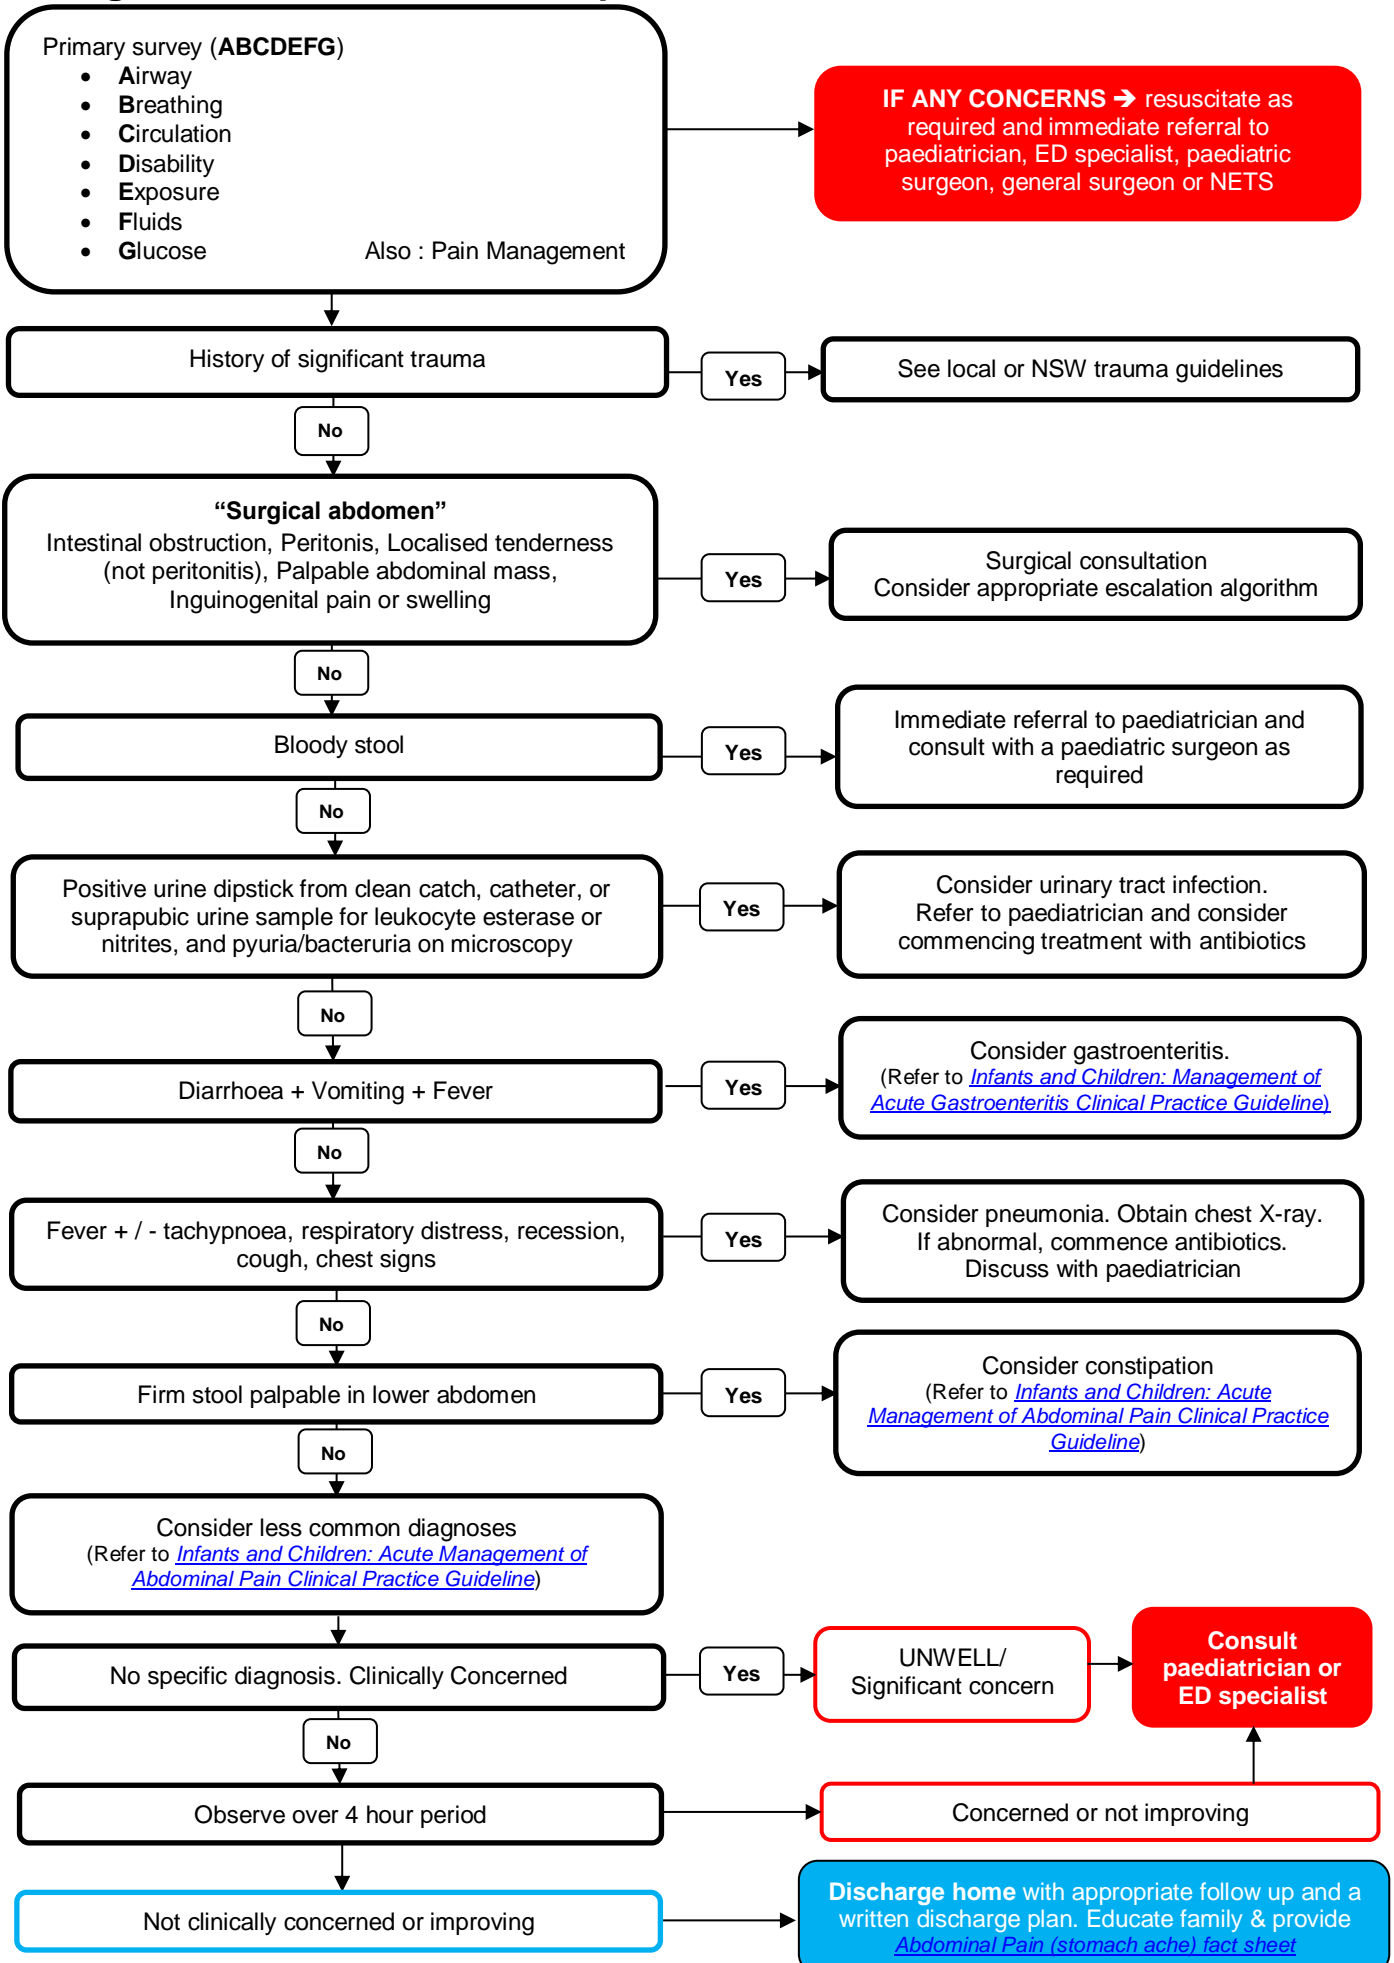 Primary survey (ABCDEFG)
• Airway
• Breathing
• Circulation
• Disability
• Exposure
• Fluids
• Glucose Also : Pain Management
IF ANY CONCERNS ➔ resuscitate as
required and immediate referral to
paediatrician, ED specialist, paediatric
surgeon, general surgeon or NETS
History of significant trauma
Yes
See local or NSW trauma guidelines
No
“Surgical abdomen”
Intestinal obstruction, Peritonis, Localised tenderness
(not peritonitis), Palpable abdominal mass,
Inguinogenital pain or swelling
Yes
Surgical consultation
Consider appropriate escalation algorithm
No
Bloody stool
Yes
Immediate referral to paediatrician and
consult with a paediatric surgeon as
required
No
Positive urine dipstick from clean catch, catheter, or
suprapubic urine sample for leukocyte esterase or
nitrites, and pyuria/bacteruria on microscopy
Yes
Consider urinary tract infection.
Refer to paediatrician and consider
commencing treatment with antibiotics
No
Diarrhoea + Vomiting + Fever
Yes
Consider gastroenteritis.
(Refer to Infants and Children: Management of
Acute Gastroenteritis Clinical Practice Guideline)
No
Fever + / - tachypnoea, respiratory distress, recession,
cough, chest signs
Yes
Consider pneumonia. Obtain chest X-ray.
If abnormal, commence antibiotics.
Discuss with paediatrician
No
Firm stool palpable in lower abdomen
Yes
Consider constipation
(Refer to Infants and Children: Acute
Management of Abdominal Pain Clinical Practice
Guideline)
No
Consider less common diagnoses
(Refer to Infants and Children: Acute Management of
Abdominal Pain Clinical Practice Guideline)
No specific diagnosis. Clinically Concerned
Yes
UNWELL/
Significant concern
Consult
paediatrician or
ED specialist
No
Observe over 4 hour period
Concerned or not improving
Not clinically concerned or improving
Discharge home with appropriate follow up and a
written discharge plan. Educate family & provide
Abdominal Pain (stomach ache) fact sheet